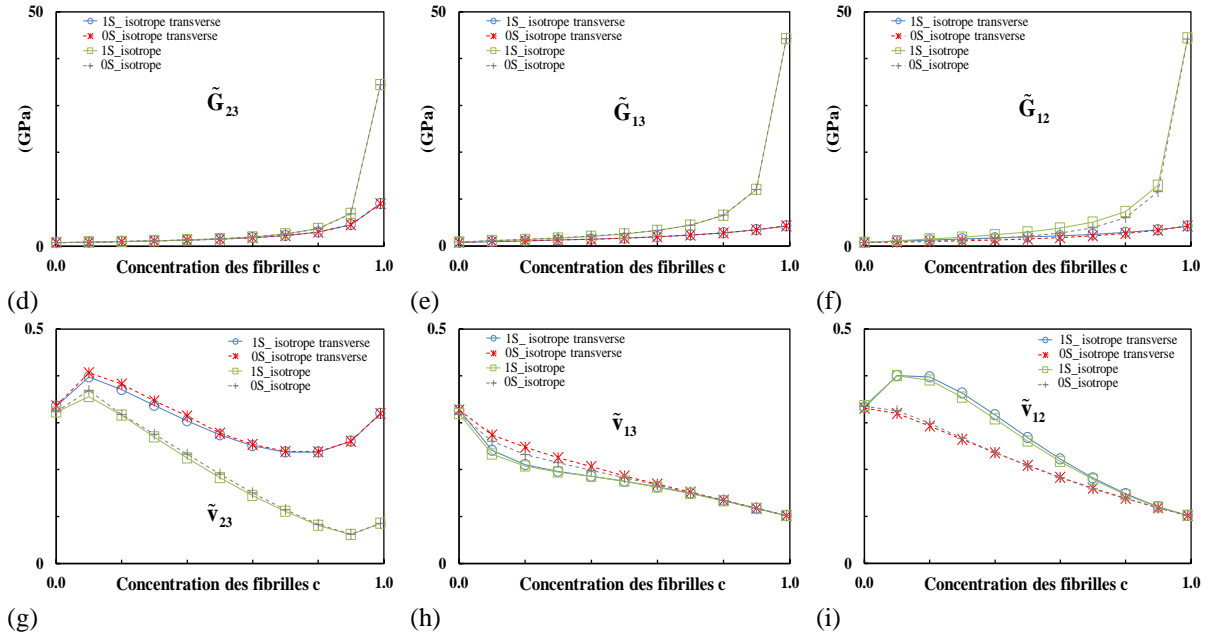 50
1S_ isotrope transverse
0S_isotrope transverse
1S_isotrope
0S_isotrope
G̃23
(GPa)
0
0.0
1.0
Concentration des fibrilles c
(d)
50
1S_ isotrope transverse
0S_isotrope transverse
1S_isotrope
0S_isotrope
G̃13
(GPa)
0
0.0
1.0
Concentration des fibrilles c
(e)
50
1S_ isotrope transverse
0S_isotrope transverse
1S_isotrope
0S_isotrope
G̃12
(GPa)
0
0.0
1.0
Concentration des fibrilles c
(f)
0.5
1S_ isotrope transverse
0S_isotrope transverse
1S_isotrope
0S_isotrope
ṽ23
0
0.0
1.0
Concentration des fibrilles c
(g)
0.5
1S_ isotrope transverse
0S_isotrope transverse
1S_isotrope
0S_isotrope
ṽ13
0
0.0
1.0
Concentration des fibrilles c
(h)
0.5
1S_ isotrope transverse
0S_isotrope transverse
1S_isotrope
0S_isotrope
ṽ12
0
0.0
1.0
Concentration des fibrilles c
(i)